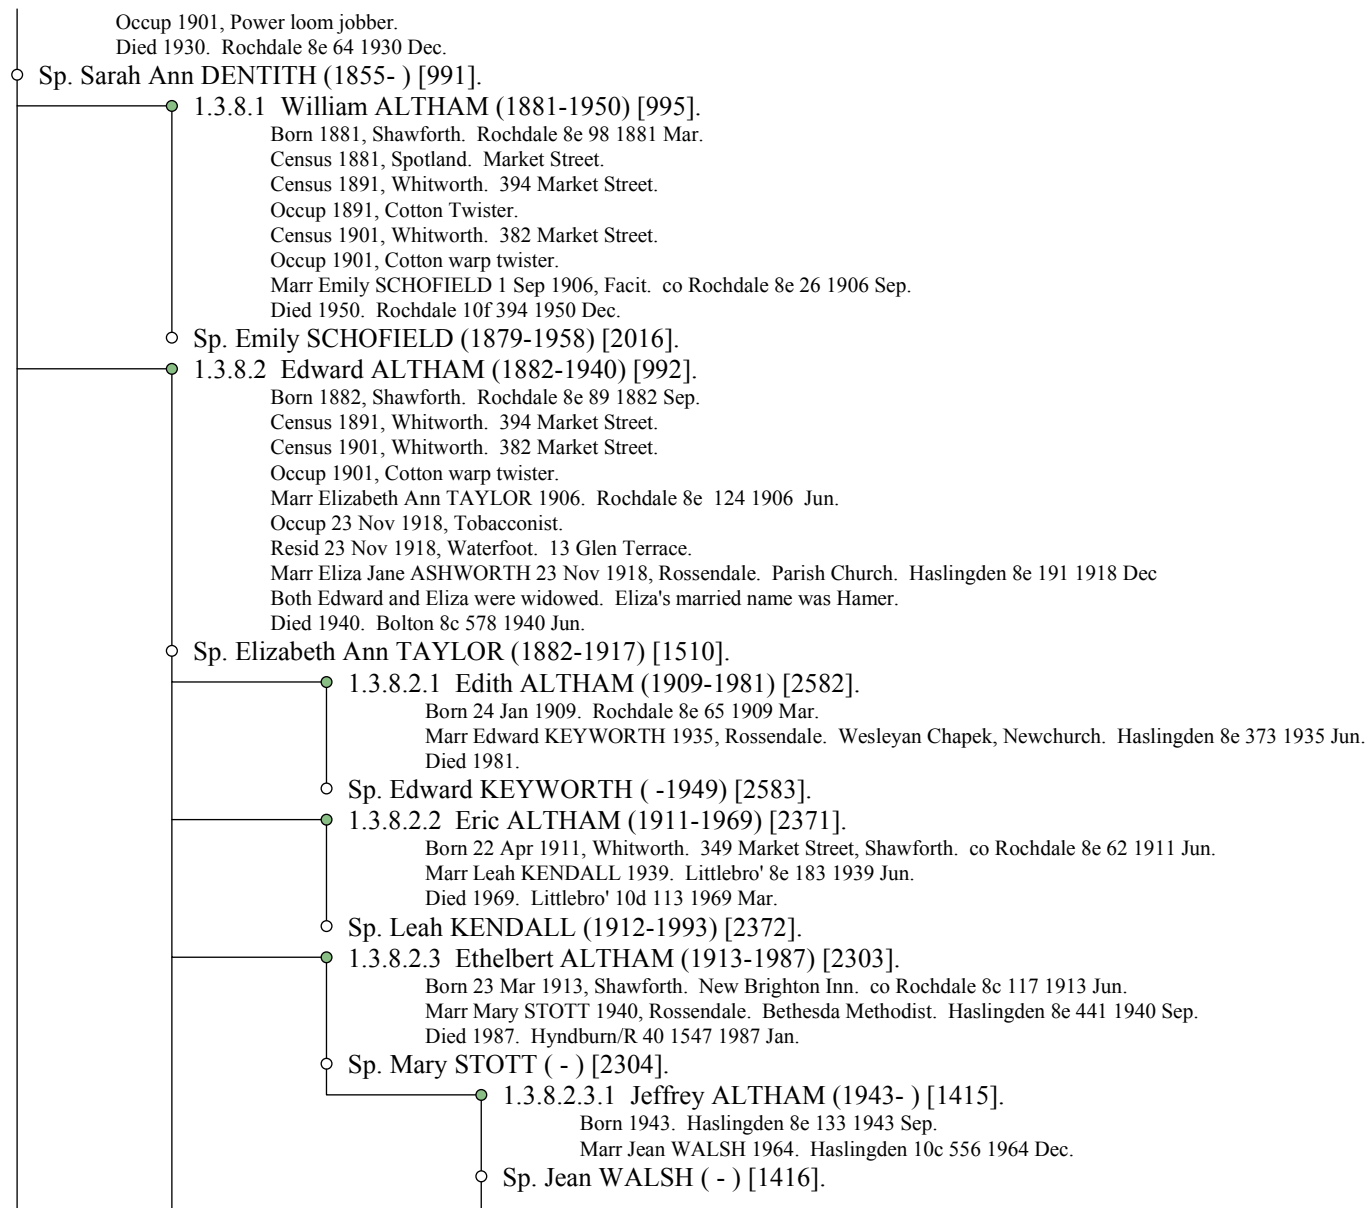 Occup 1901, Power loom jobber.
Died 1930. Rochdale 8e 64 1930 Dec.
Sp. Sarah Ann DENTITH (1855- ) [991].
1.3.8.1 William ALTHAM (1881-1950) [995].
Born 1881, Shawforth. Rochdale 8e 98 1881 Mar.
Census 1881, Spotland. Market Street.
Census 1891, Whitworth. 394 Market Street.
Occup 1891, Cotton Twister.
Census 1901, Whitworth. 382 Market Street.
Occup 1901, Cotton warp twister.
Marr Emily SCHOFIELD 1 Sep 1906, Facit. co Rochdale 8e 26 1906 Sep.
Died 1950. Rochdale 10f 394 1950 Dec.
Sp. Emily SCHOFIELD (1879-1958) [2016].
1.3.8.2 Edward ALTHAM (1882-1940) [992].
Born 1882, Shawforth. Rochdale 8e 89 1882 Sep.
Census 1891, Whitworth. 394 Market Street.
Census 1901, Whitworth. 382 Market Street.
Occup 1901, Cotton warp twister.
Marr Elizabeth Ann TAYLOR 1906. Rochdale 8e 124 1906 Jun.
Occup 23 Nov 1918, Tobacconist.
Resid 23 Nov 1918, Waterfoot. 13 Glen Terrace.
Marr Eliza Jane ASHWORTH 23 Nov 1918, Rossendale. Parish Church. Haslingden 8e 191 1918 Dec
Both Edward and Eliza were widowed. Eliza's married name was Hamer.
Died 1940. Bolton 8c 578 1940 Jun.
Sp. Elizabeth Ann TAYLOR (1882-1917) [1510].
1.3.8.2.1 Edith ALTHAM (1909-1981) [2582].
Born 24 Jan 1909. Rochdale 8e 65 1909 Mar.
Marr Edward KEYWORTH 1935, Rossendale. Wesleyan Chapek, Newchurch. Haslingden 8e 373 1935 Jun.
Died 1981.
Sp. Edward KEYWORTH ( -1949) [2583].
1.3.8.2.2 Eric ALTHAM (1911-1969) [2371].
Born 22 Apr 1911, Whitworth. 349 Market Street, Shawforth. co Rochdale 8e 62 1911 Jun.
Marr Leah KENDALL 1939. Littlebro' 8e 183 1939 Jun.
Died 1969. Littlebro' 10d 113 1969 Mar.
Sp. Leah KENDALL (1912-1993) [2372].
1.3.8.2.3 Ethelbert ALTHAM (1913-1987) [2303].
Born 23 Mar 1913, Shawforth. New Brighton Inn. co Rochdale 8c 117 1913 Jun.
Marr Mary STOTT 1940, Rossendale. Bethesda Methodist. Haslingden 8e 441 1940 Sep.
Died 1987. Hyndburn/R 40 1547 1987 Jan.
Sp. Mary STOTT ( - ) [2304].
1.3.8.2.3.1 Jeffrey ALTHAM (1943- ) [1415].
Born 1943. Haslingden 8e 133 1943 Sep.
Marr Jean WALSH 1964. Haslingden 10c 556 1964 Dec.
Sp. Jean WALSH ( - ) [1416].